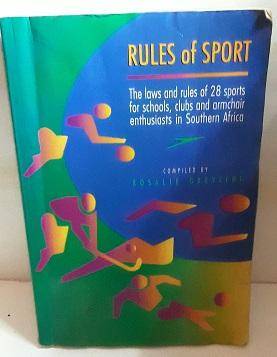 RULES of SPORT
The laws and rules of 28 sports
for schools, clubs and armchair
enthusiasts in Southern Africa
COMPILED BY
ROSALIE